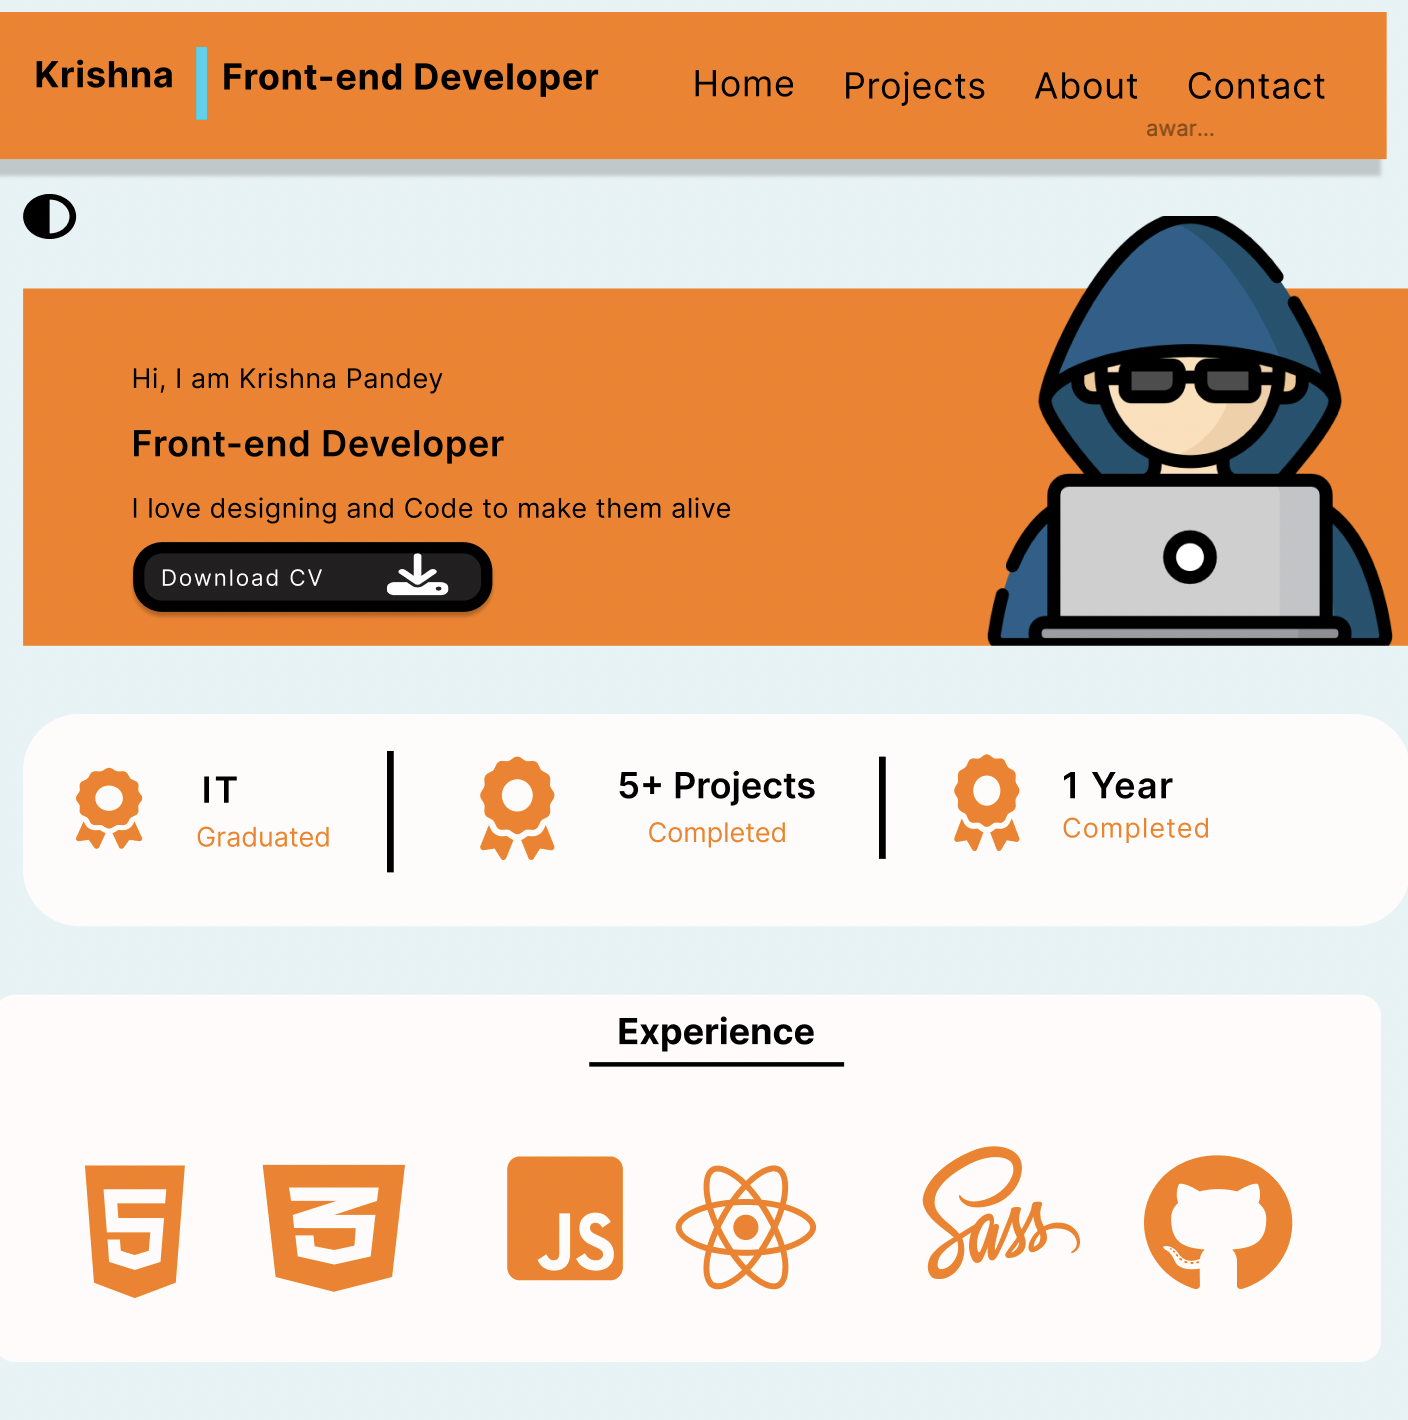 Krishna
Front-end Developer
Home
Projects
About
Contact
awar...
Hi, I am Krishna Pandey
Front-end Developer
I love designing and Code to make them alive
Download CV
IT
Graduated
5+ Projects
Completed
1 Year
Completed
Experience
5
3
JS
Sass